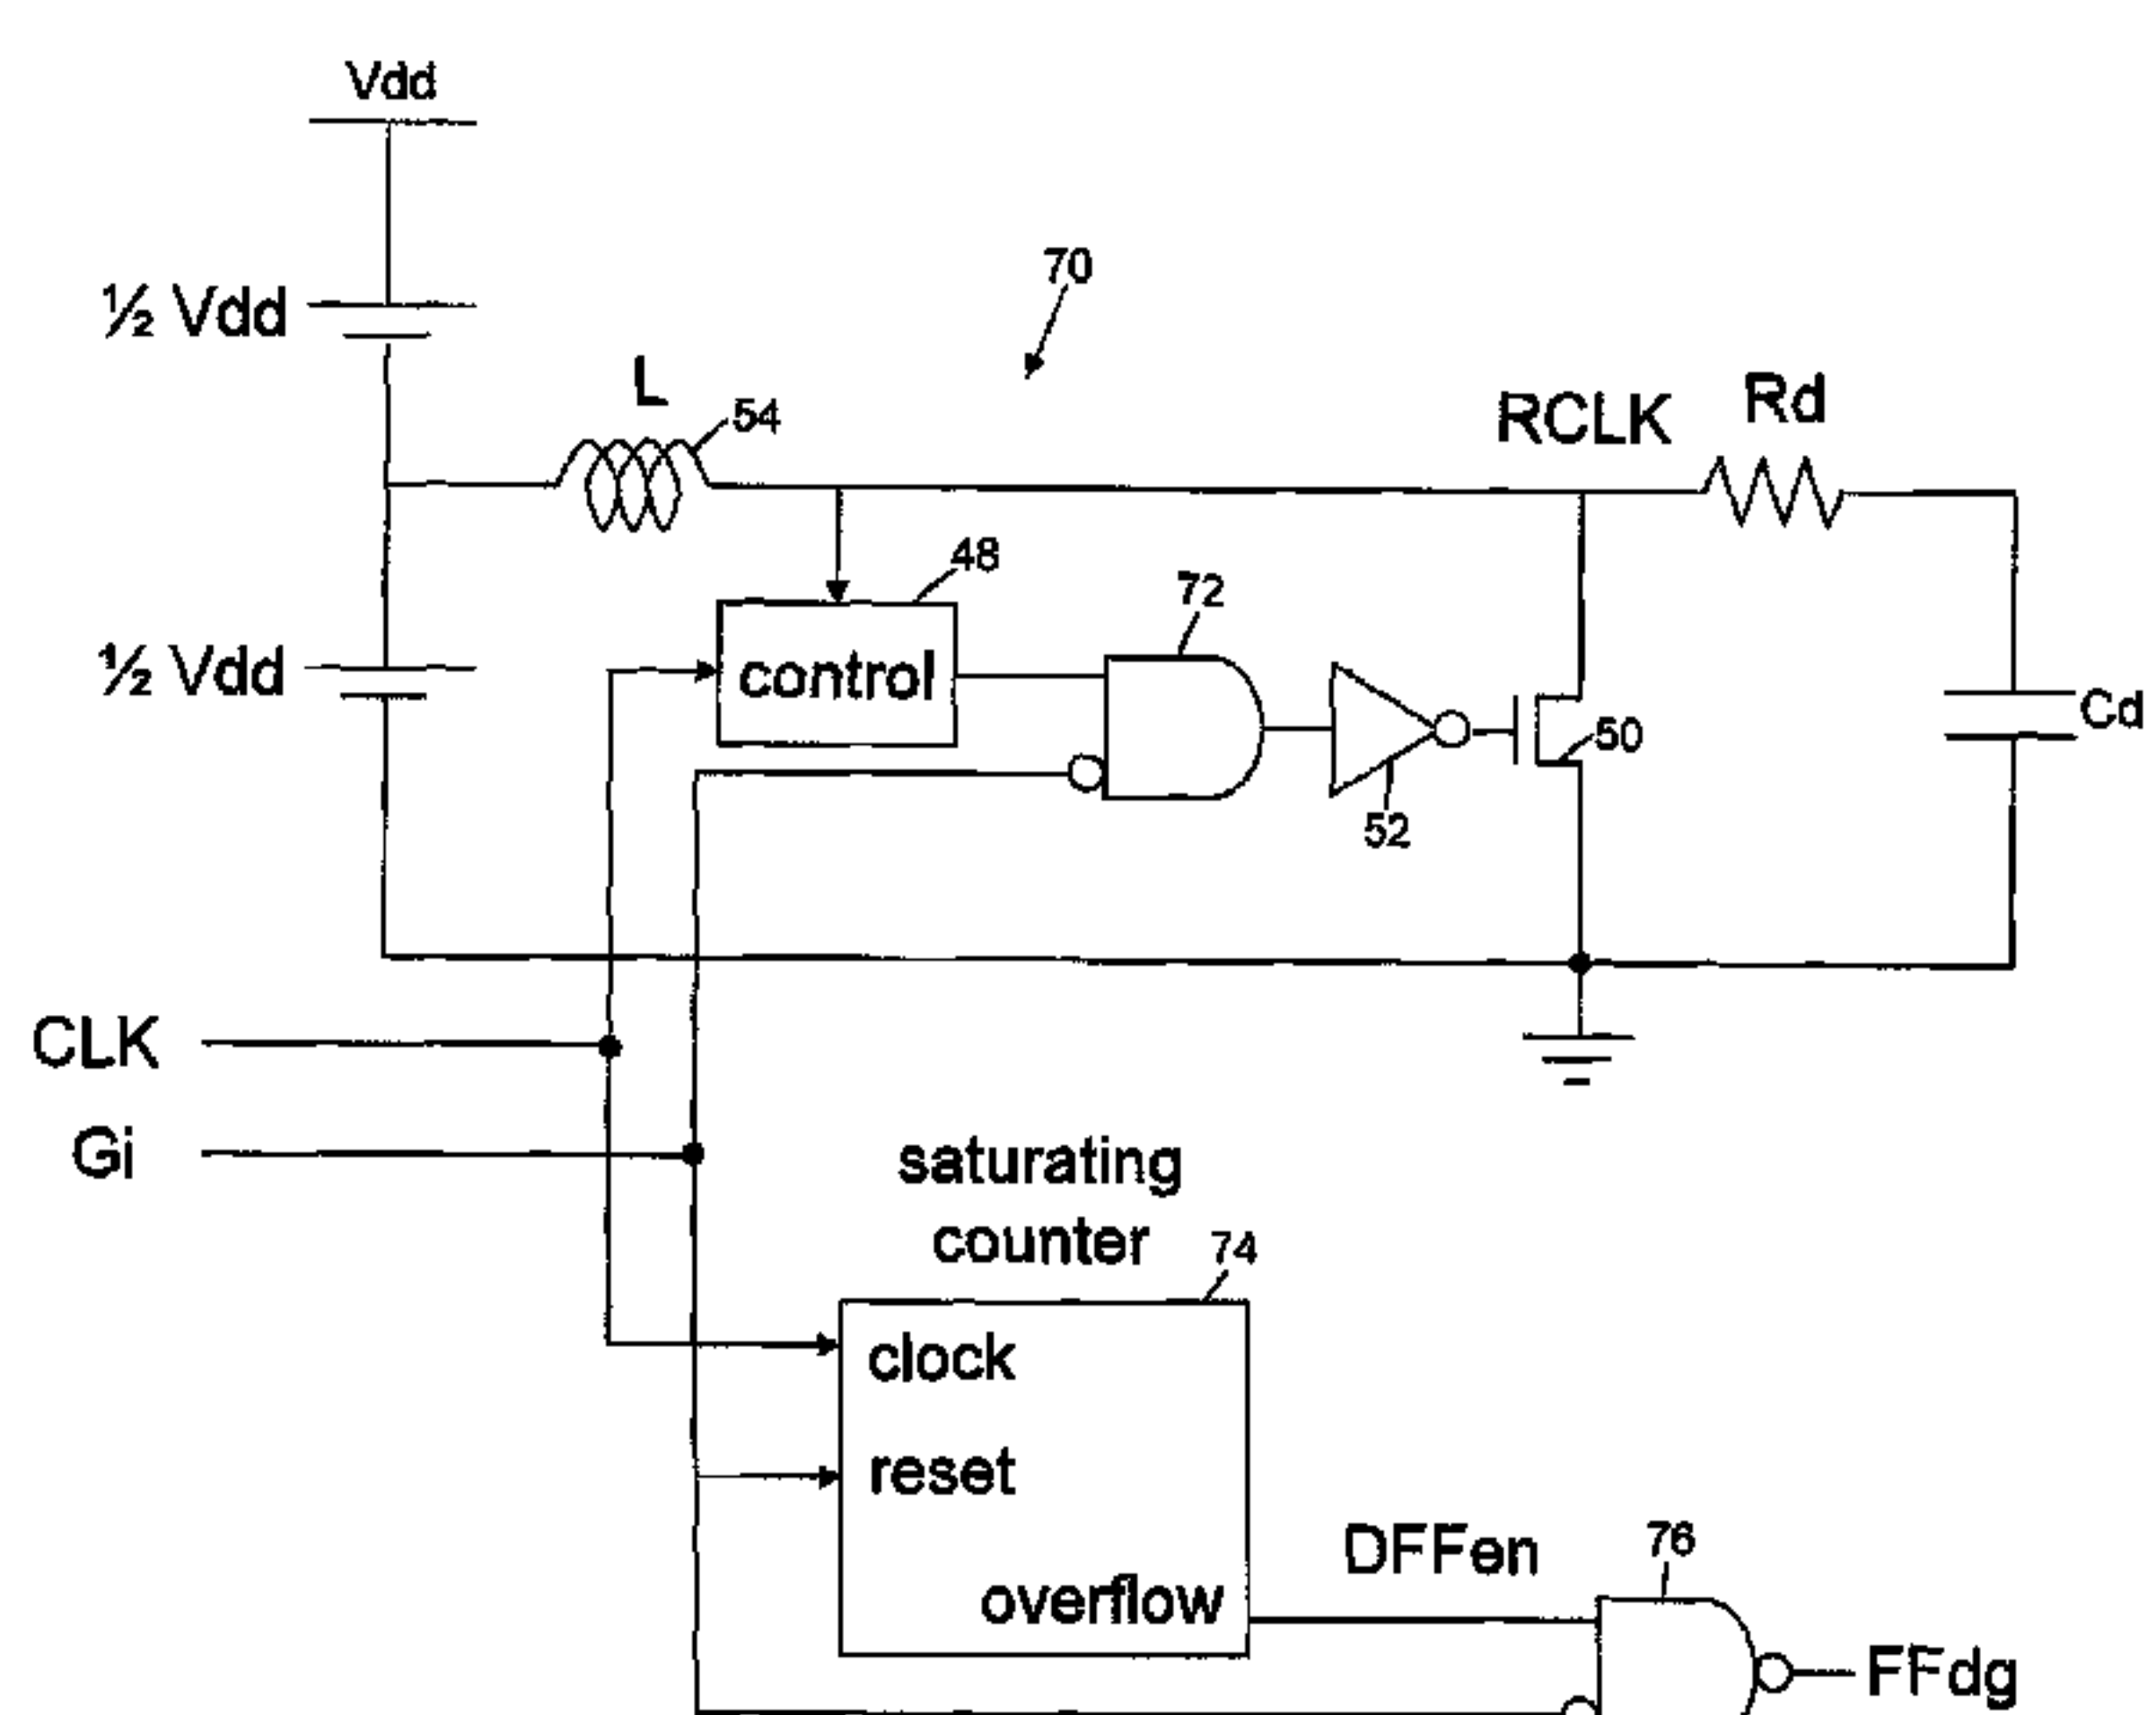 Vdd
½ Vdd
70
L
54
RCLK
Rd
48
72
½ Vdd
control
50
Cd
52
CLK
Gi
saturating
counter
74
clock
reset
DFFen
76
overflow
FFdg